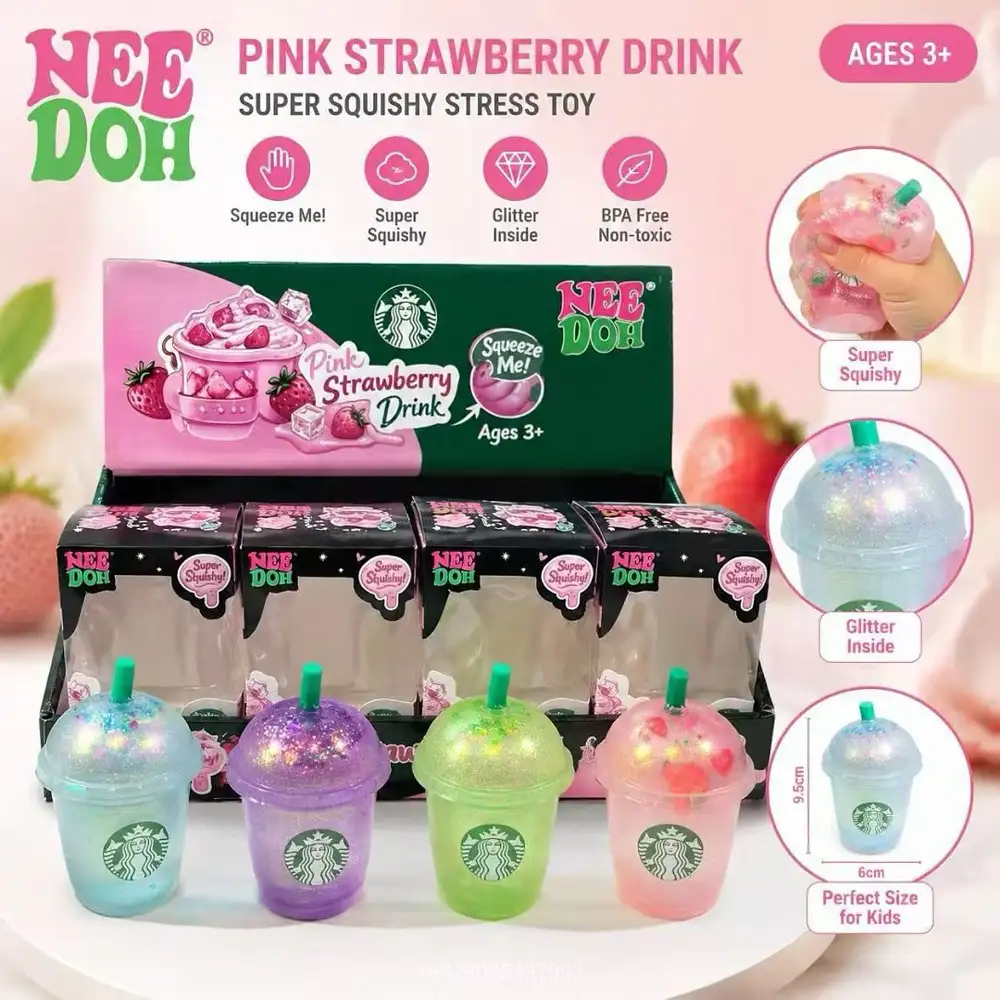 NEE®
DOH
PINK STRAWBERRY DRINK
SUPER SQUISHY STRESS TOY
AGES 3+
Squeeze Me!
Super
Squishy
Glitter
Inside
BPA Free
Non-toxic
Pink
Strawberry
Drink
Squeeze
Me!
Ages 3+
NEE®
DOH
Super
Squishy
NEE
DOH
Super
Squishy!
NEE
DOH
Super
Squishy!
NEE
DOH
Super
Squishy!
NEE
DOH
Super
Squishy!
Glitter
Inside
9.5cm
6cm
Perfect Size
for Kids